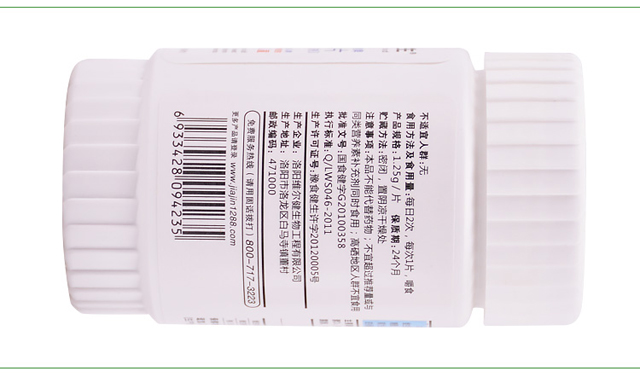 不适宜人群:无
食用方法及食用量:每日2次,每次1片,嚼食
产品规格:1.25g/片 保质期:24个月
贮藏方法:密闭,置阴凉干燥处
注意事项:本品不能代替药物;不宜超过推荐量或与
同类营养素补充剂同时食用;高硒地区人群不宜食用
批准文号:国食健字G20100358
执行标准:Q/LWS046-2011
生产许可证号:豫食健生许字20120005号
生产企业:洛阳维尔健生物工程有限公司
生产地址:洛阳市洛龙区白马寺镇董村
邮政编码:471000
免费服务热线(请用固话拨打)800-717-3223
更多产品请登录 www.jiajin1288.com
6 933428 094235